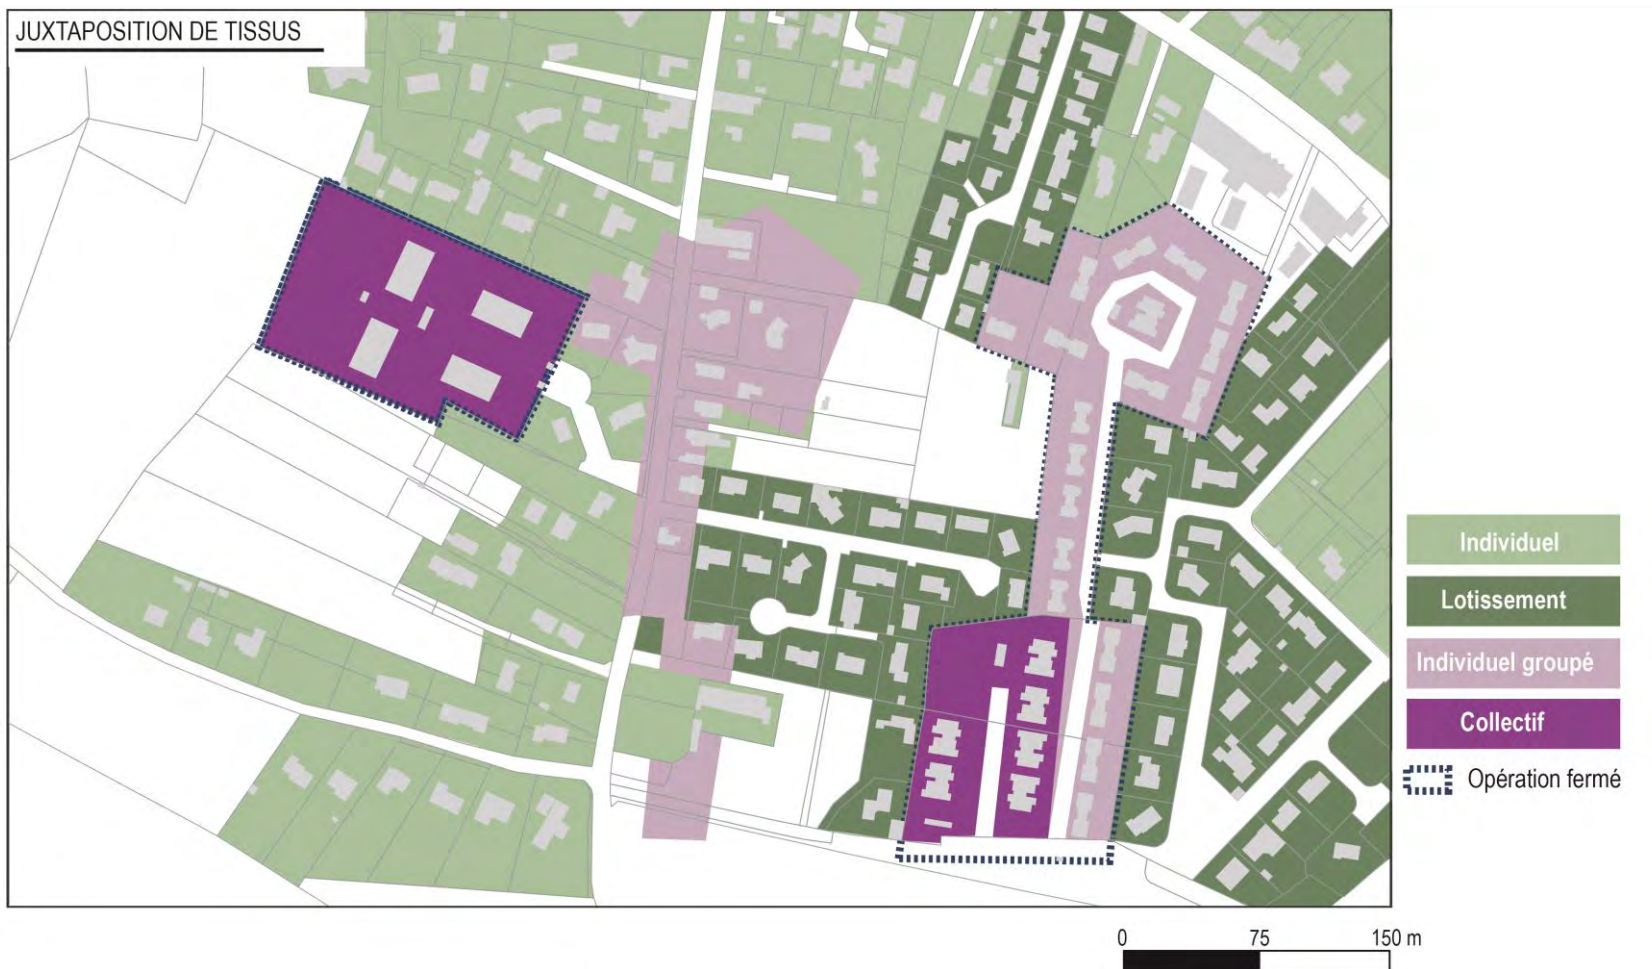 JUXTAPOSITION DE TISSUS
Individuel
Lotissement
Individuel groupé
Collectif
Opération fermé
0 75 150 m